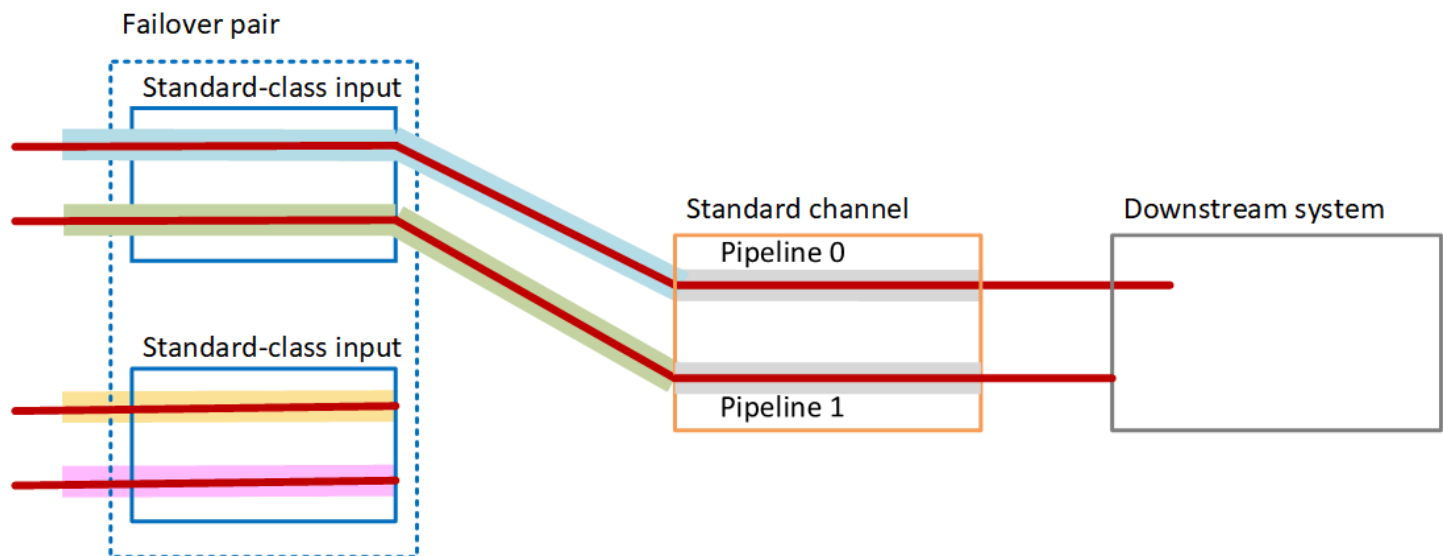 Failover pair
Standard-class input
Standard channel
Downstream system
Pipeline 0
Standard-class input
Pipeline 1